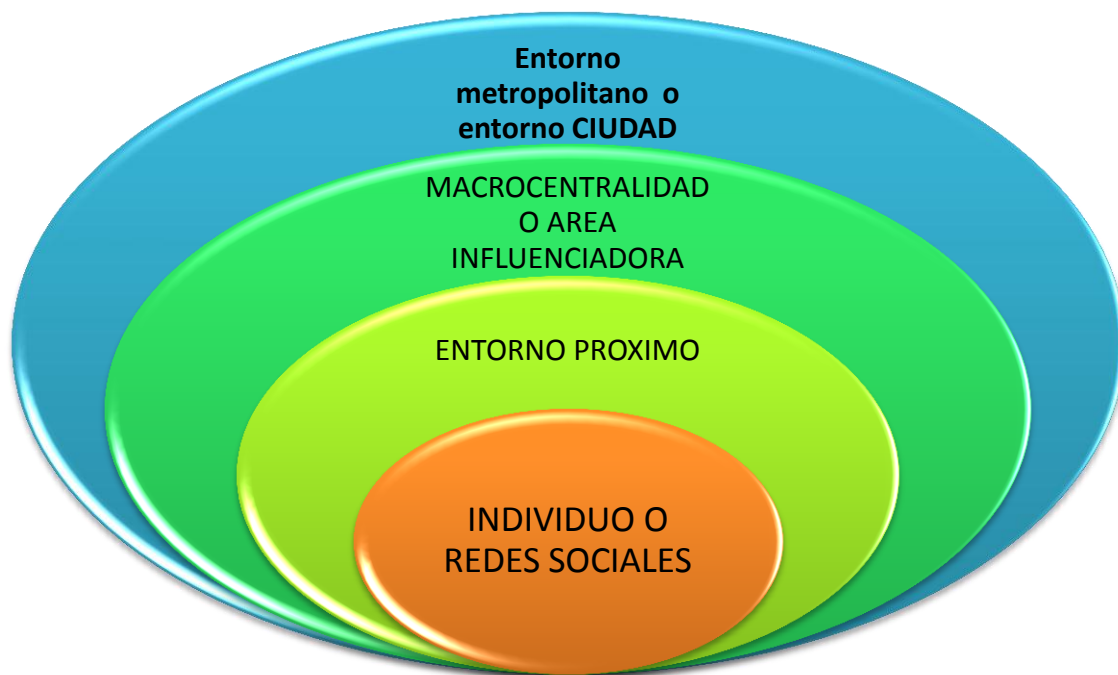 Entorno
metropolitano o
entorno CIUDAD
MACROCENTRALIDAD
O AREA
INFLUENCIADORA
ENTORNO PROXIMO
INDIVIDUO O
REDES SOCIALES